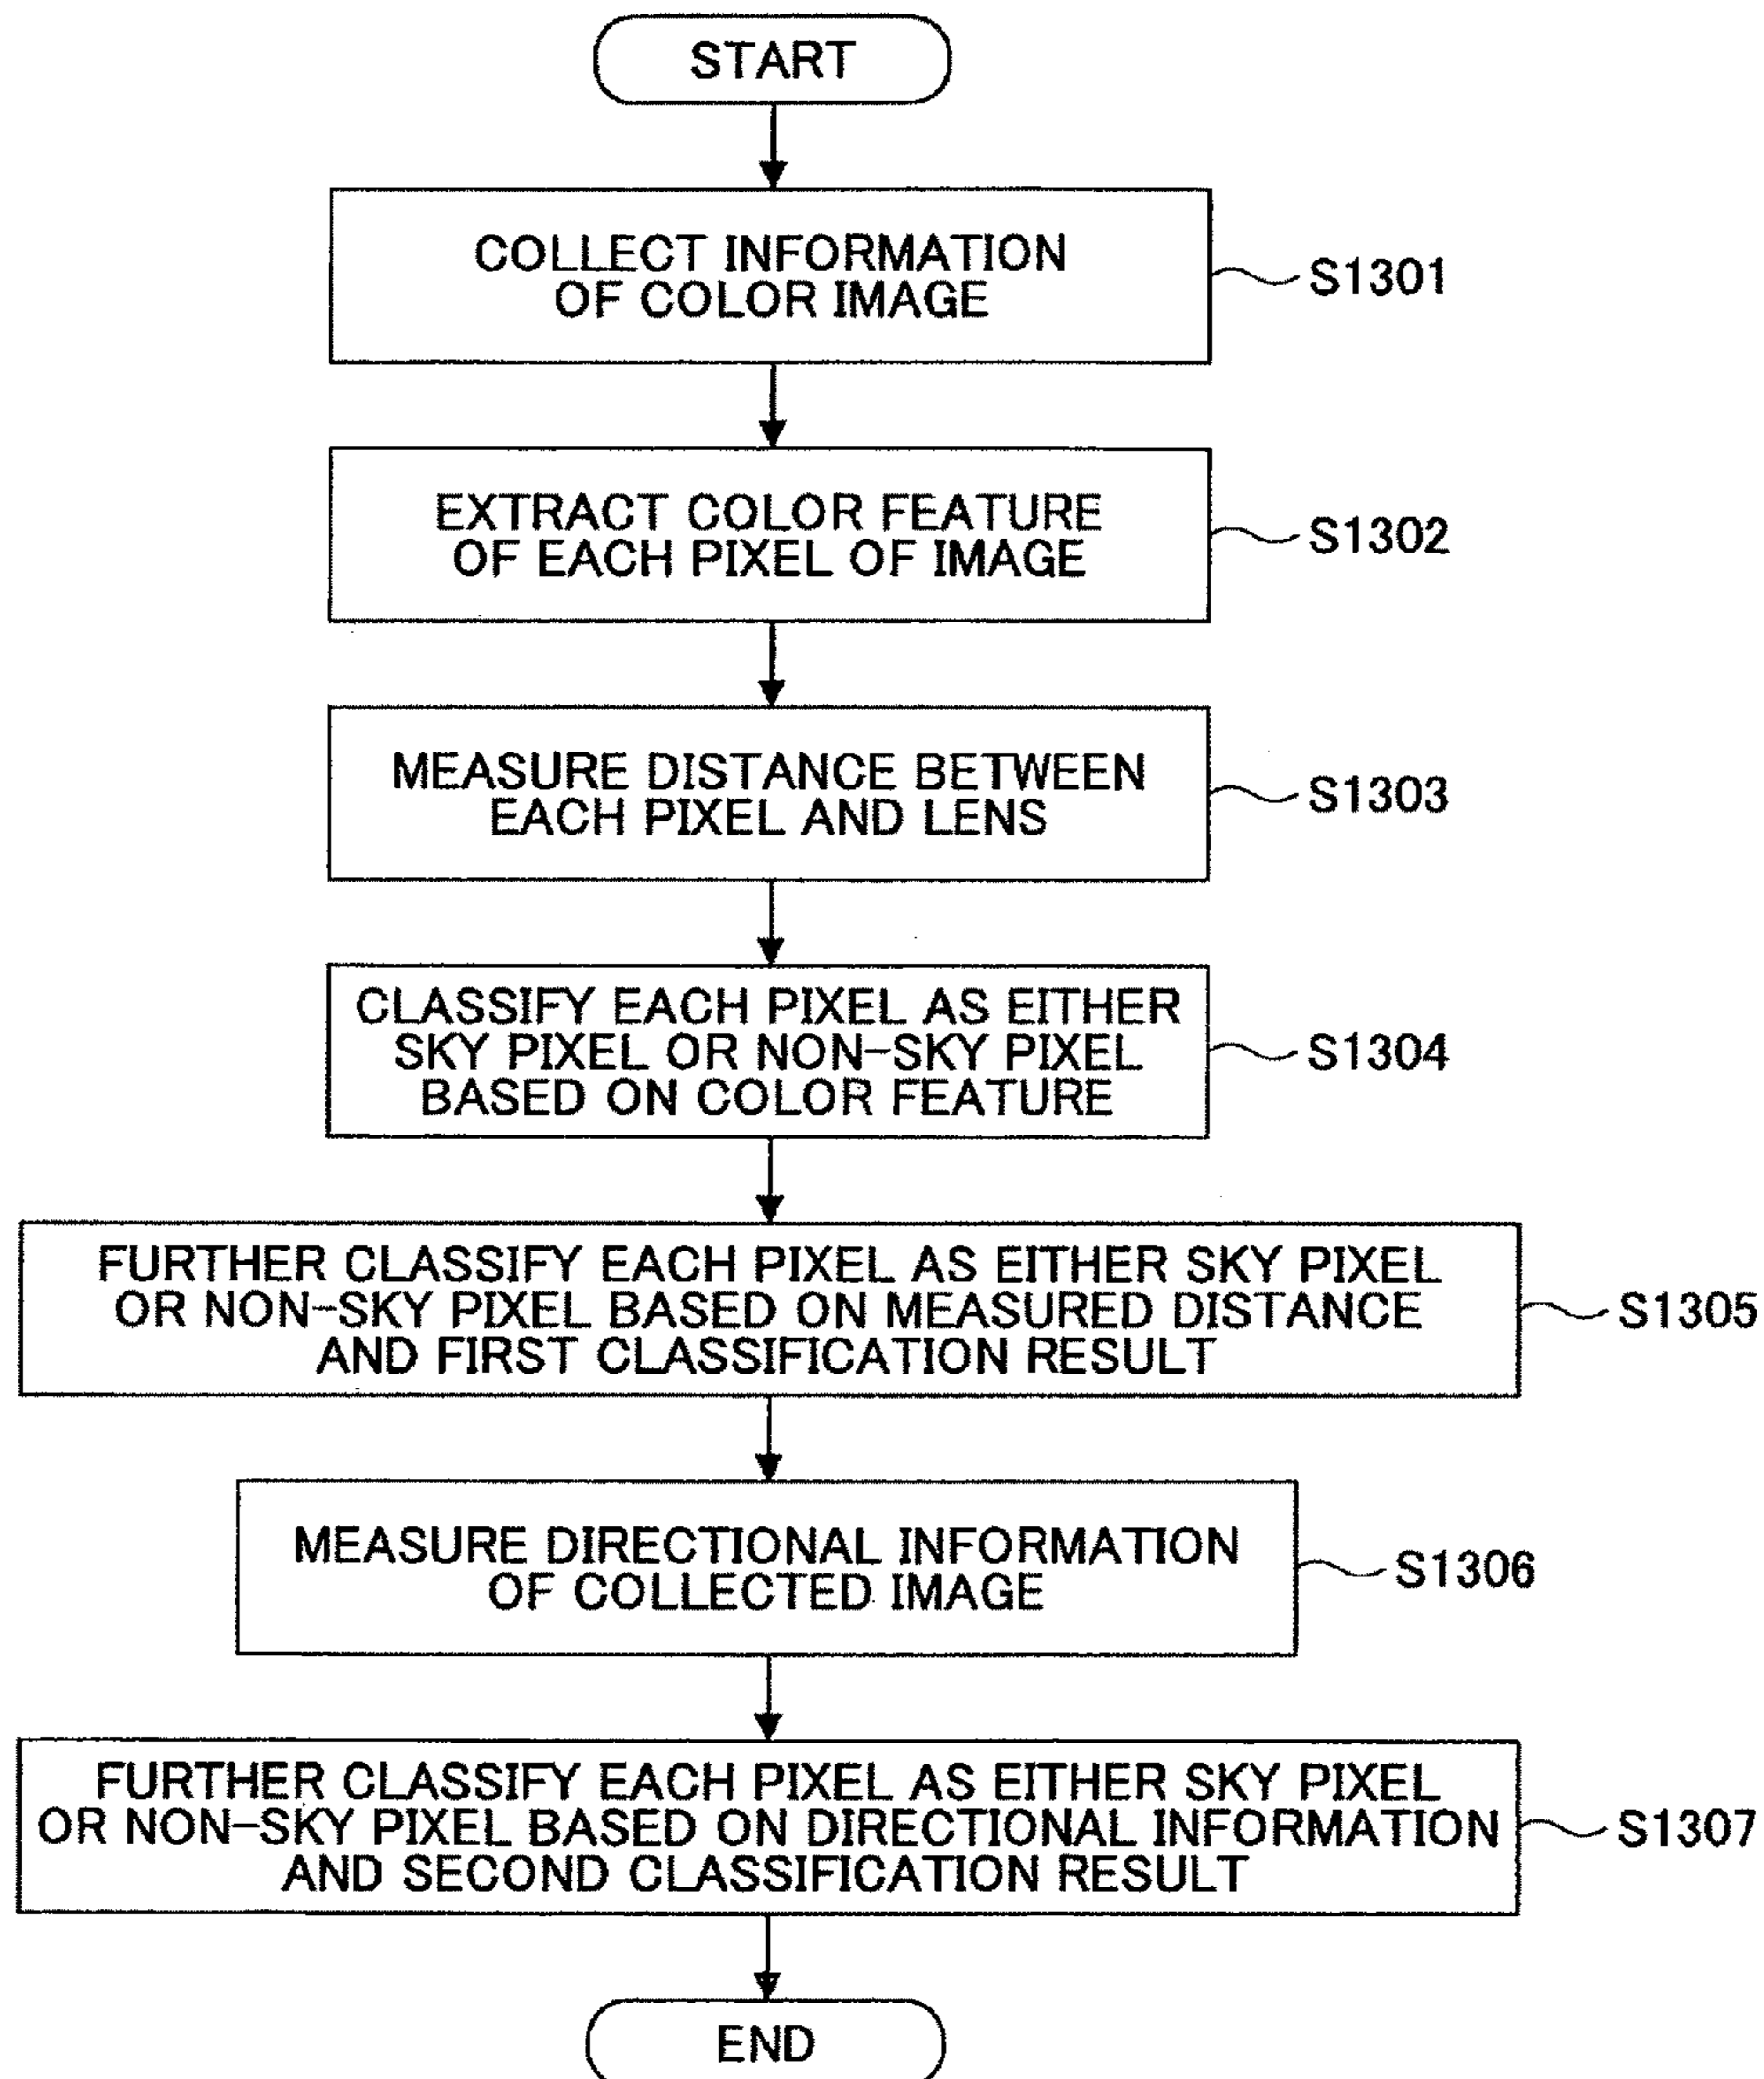 START
COLLECT INFORMATION
OF COLOR IMAGE
S1301
EXTRACT COLOR FEATURE
OF EACH PIXEL OF IMAGE
S1302
MEASURE DISTANCE BETWEEN
EACH PIXEL AND LENS
S1303
CLASSIFY EACH PIXEL AS EITHER
SKY PIXEL OR NON-SKY PIXEL
BASED ON COLOR FEATURE
S1304
FURTHER CLASSIFY EACH PIXEL AS EITHER SKY PIXEL
OR NON-SKY PIXEL BASED ON MEASURED DISTANCE
AND FIRST CLASSIFICATION RESULT
S1305
MEASURE DIRECTIONAL INFORMATION
OF COLLECTED IMAGE
S1306
FURTHER CLASSIFY EACH PIXEL AS EITHER SKY PIXEL
OR NON-SKY PIXEL BASED ON DIRECTIONAL INFORMATION
AND SECOND CLASSIFICATION RESULT
S1307
END